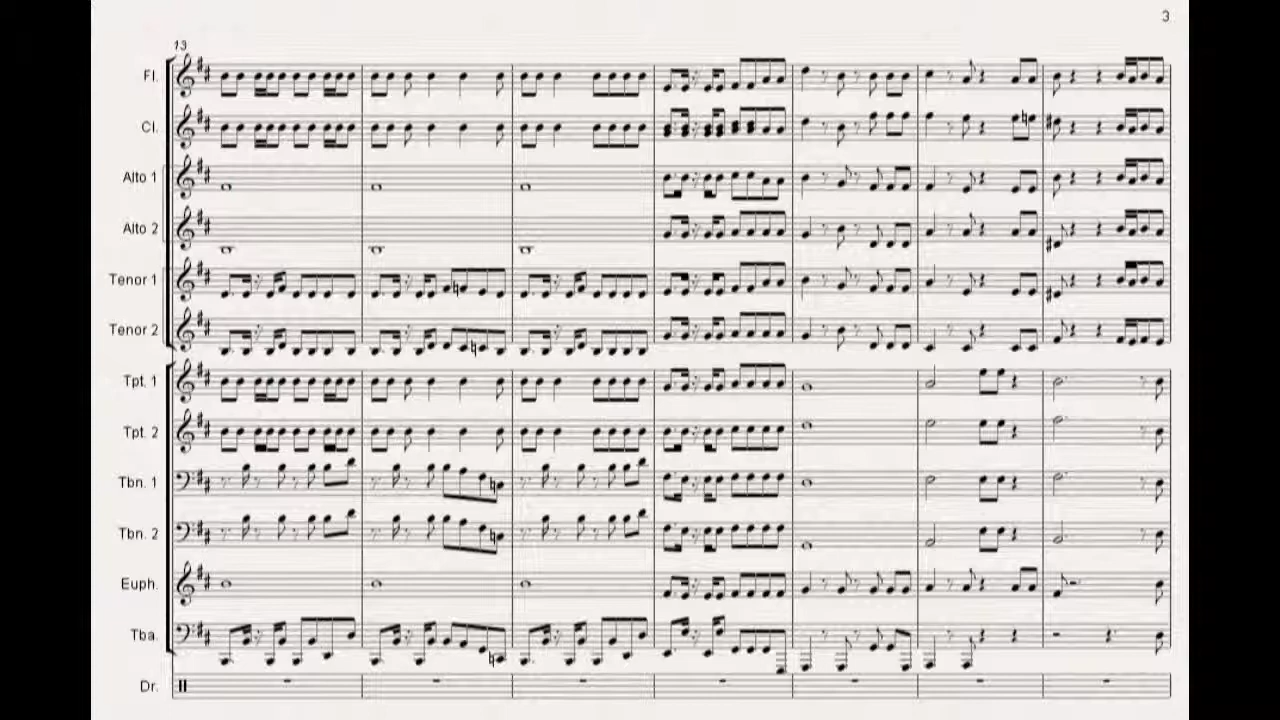 3
13
Fl.
Cl.
Alto 1
Alto 2
Tenor 1
Tenor 2
Tpt. 1
Tpt. 2
Tbn. 1
Tbn. 2
Euph.
Tba.
Dr.